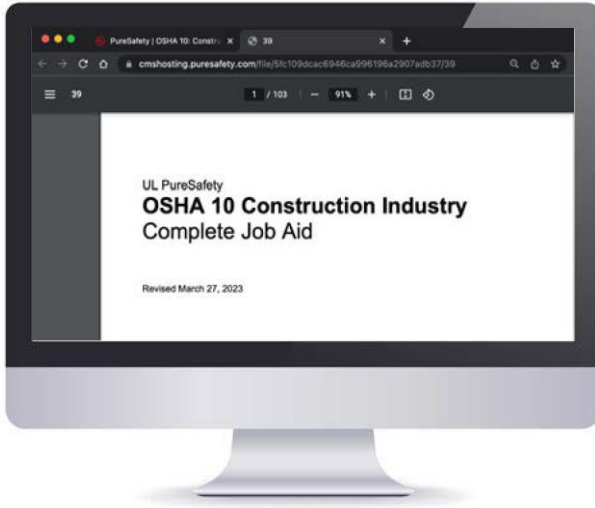 PureSafety | OSHA 10: Constru
39
cmshosting.puresafety.com/file/5fc109dcac6946ca996196a2907adb37/39
39
1 / 103
91%
UL PureSafety
OSHA 10 Construction Industry
Complete Job Aid
Revised March 27, 2023